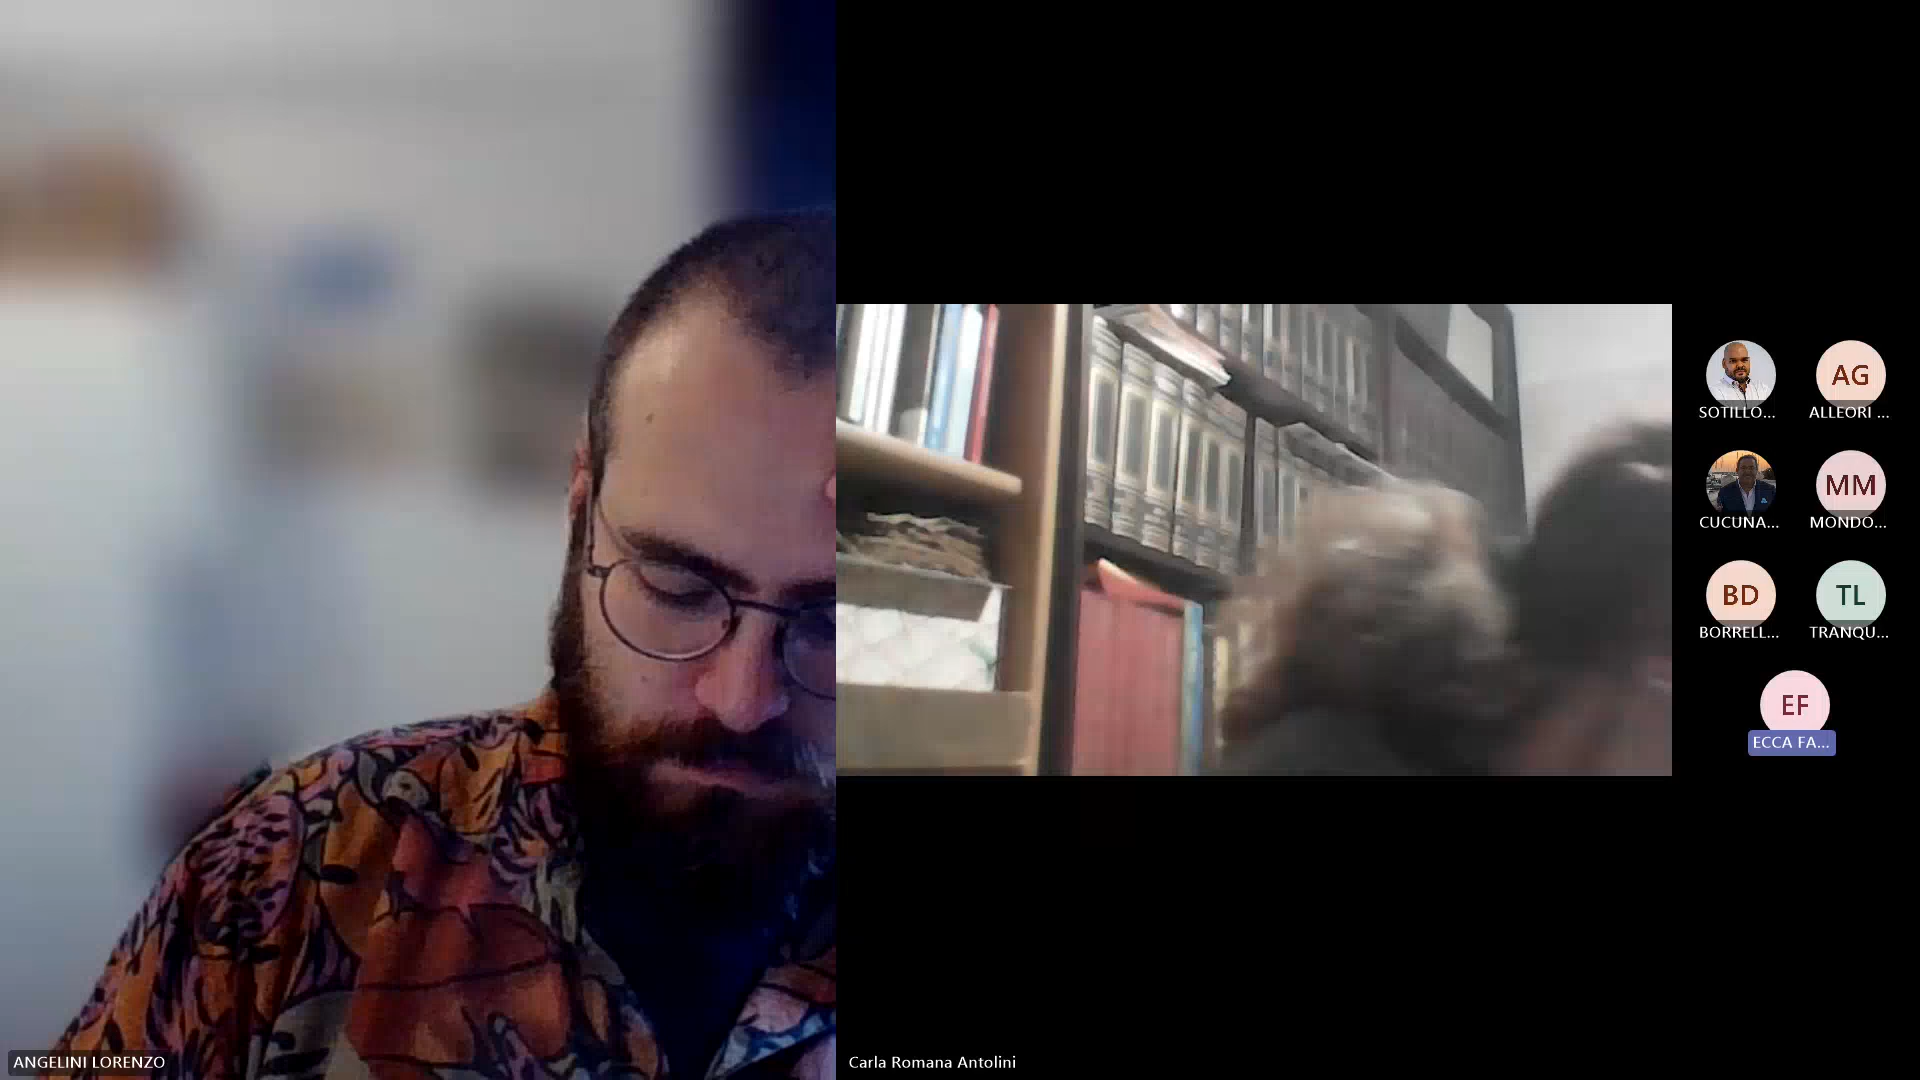 SOTILLO...
AG
ALLEORI ...
CUCUNA...
MM
MONDO...
BD
BORRELL...
TL
TRANQU...
EF
ECCA FA...
ANGELINI LORENZO
Carla Romana Antolini